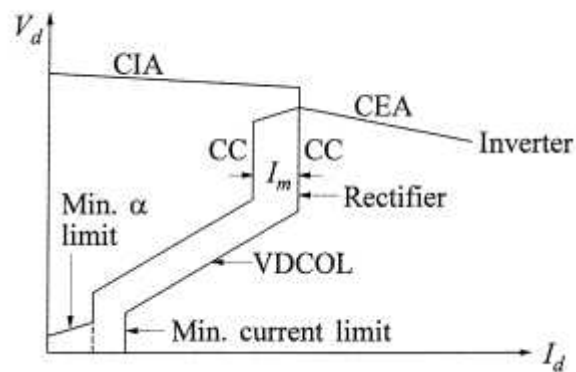 V_d
CIA
CEA
CC
CC
Inverter
I_m
Rectifier
Min. α
limit
VDCOL
Min. current limit
I_d